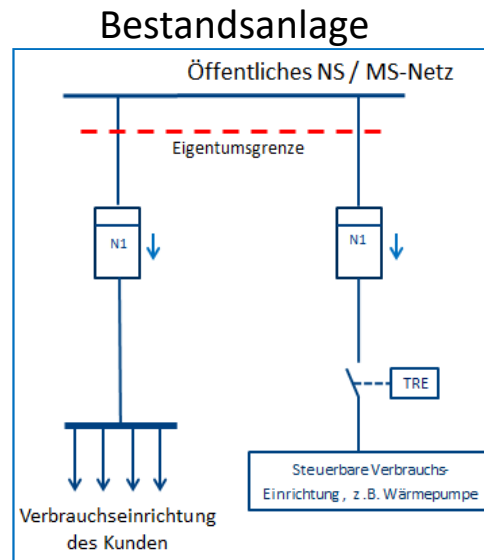 Bestandsanlage
Öffentliches NS / MS-Netz
Eigentumsgrenze
N1
N1
TRE
Steuerbare Verbrauchs-
Einrichtung , z.B. Wärmepumpe
Verbrauchseinrichtung
des Kunden